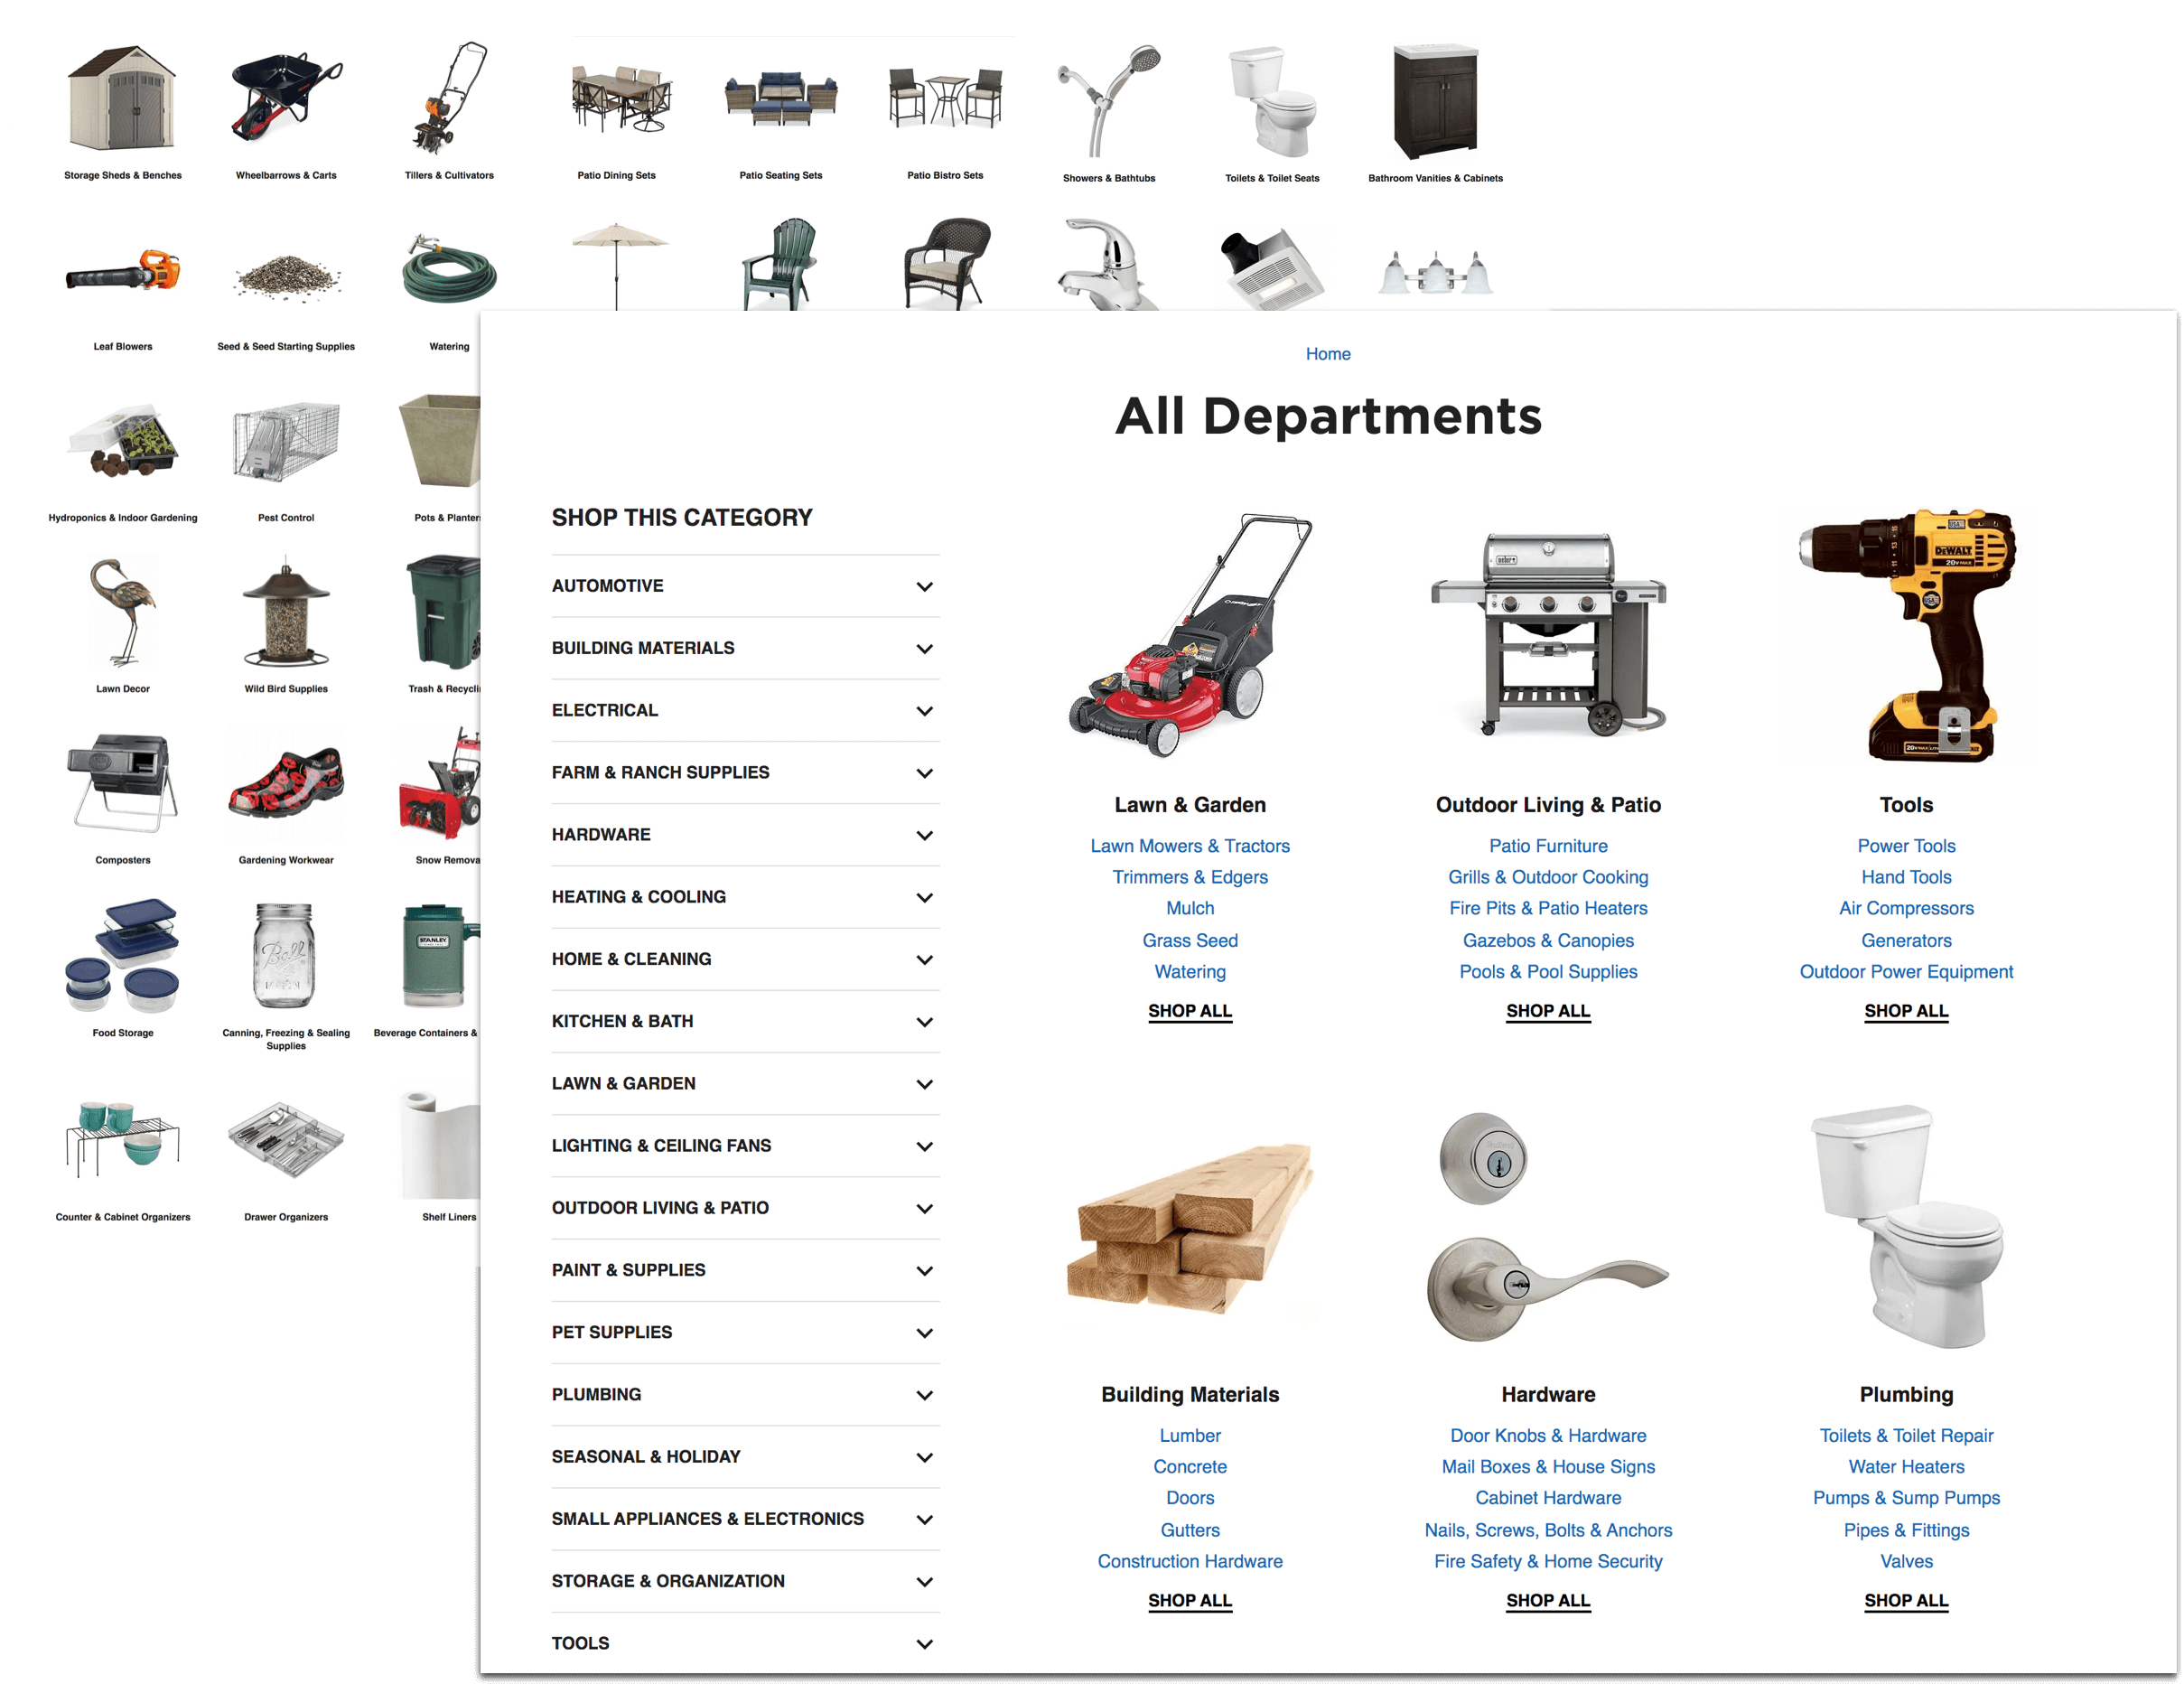 Storage Sheds & Benches
Wheelbarrows & Carts
Tillers & Cultivators
Patio Dining Sets
Patio Seating Sets
Patio Bistro Sets
Showers & Bathtubs
Toilets & Toilet Seats
Bathroom Vanities & Cabinets
Leaf Blowers
Seed & Seed Starting Supplies
Watering
Hydroponics & Indoor Gardening
Pest Control
Pots &
Lawn Decor
Wild Bird Supplies
Trash &
Composters
Gardening Workwear
Snow
STANLEY
Ball
Food Storage
Canning, Freezing & Sealing
Supplies
Beverage Containers &
Counter & Cabinet Organizers
Drawer Organizers
Shelf Liners
Home
All Departments
SHOP THIS CATEGORY
AUTOMOTIVE
BUILDING MATERIALS
ELECTRICAL
FARM & RANCH SUPPLIES
HARDWARE
HEATING & COOLING
HOME & CLEANING
KITCHEN & BATH
LAWN & GARDEN
LIGHTING & CEILING FANS
OUTDOOR LIVING & PATIO
PAINT & SUPPLIES
PET SUPPLIES
PLUMBING
SEASONAL & HOLIDAY
SMALL APPLIANCES & ELECTRONICS
STORAGE & ORGANIZATION
TOOLS
Lawn & Garden
Lawn Mowers & Tractors
Trimmers & Edgers
Mulch
Grass Seed
Watering
SHOP ALL
weber
Outdoor Living & Patio
Patio Furniture
Grills & Outdoor Cooking
Fire Pits & Patio Heaters
Gazebos & Canopies
Pools & Pool Supplies
SHOP ALL
DEWALT
20V MAX
Tools
Power Tools
Hand Tools
Air Compressors
Generators
Outdoor Power Equipment
SHOP ALL
Building Materials
Lumber
Concrete
Doors
Gutters
Construction Hardware
SHOP ALL
Hardware
Door Knobs & Hardware
Mail Boxes & House Signs
Cabinet Hardware
Nails, Screws, Bolts & Anchors
Fire Safety & Home Security
SHOP ALL
Plumbing
Toilets & Toilet Repair
Water Heaters
Pumps & Sump Pumps
Pipes & Fittings
Valves
SHOP ALL